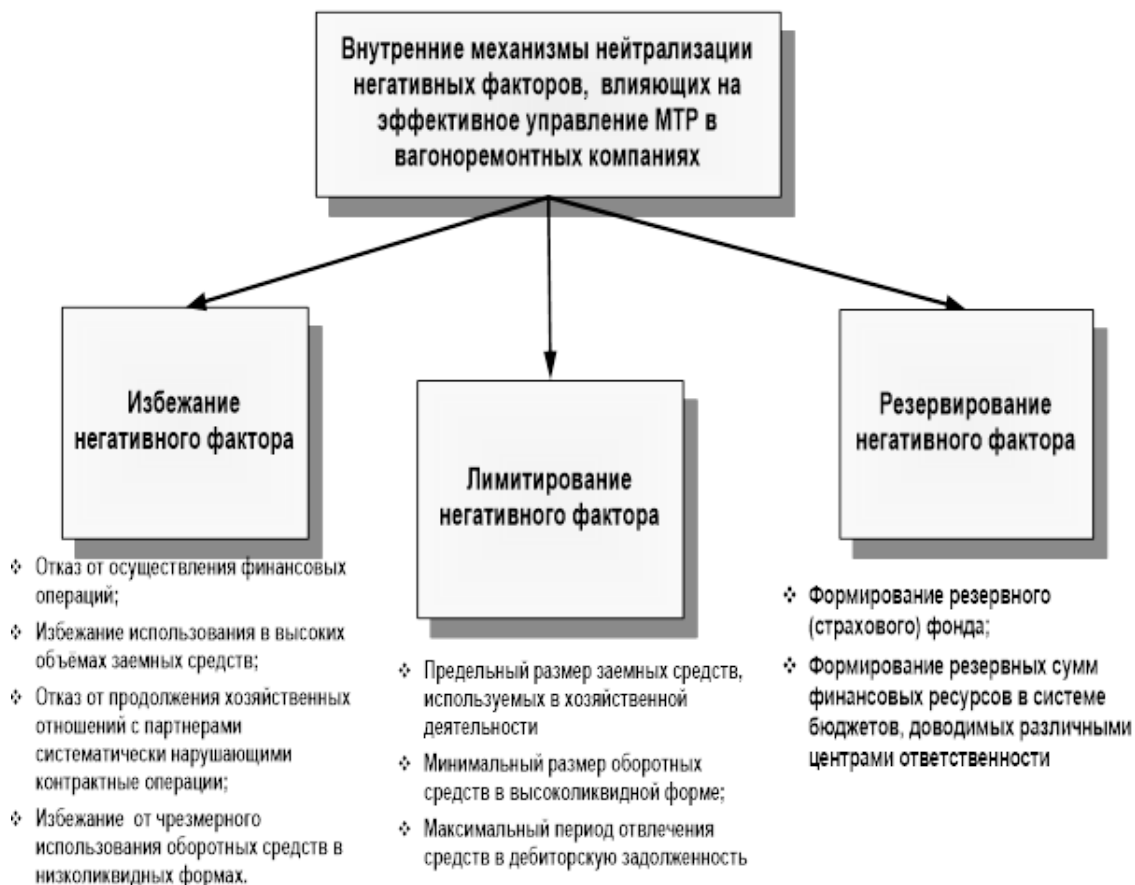 Внутренние механизмы нейтрализации
негативных факторов, влияющих на
эффективное управление МТР в
вагоноремонтных компаниях
Избежание
негативного фактора
❖ Отказ от осуществления финансовых
операций;
❖ Избежание использования в высоких
объёмах заемных средств;
❖ Отказ от продолжения хозяйственных
отношений с партнерами
систематически нарушающими
контрактные операции;
❖ Избежание от чрезмерного
использования оборотных средств в
низколиквидных формах.
Лимитирование
негативного фактора
❖ Предельный размер заемных средств,
используемых в хозяйственной
деятельности
❖ Минимальный размер оборотных
средств в высоколиквидной форме;
❖ Максимальный период отвлечения
средств в дебиторскую задолженность
Резервирование
негативного фактора
❖ Формирование резервного
(страхового) фонда;
❖ Формирование резервных сумм
финансовых ресурсов в системе
бюджетов, доводимых различными
центрами ответственности